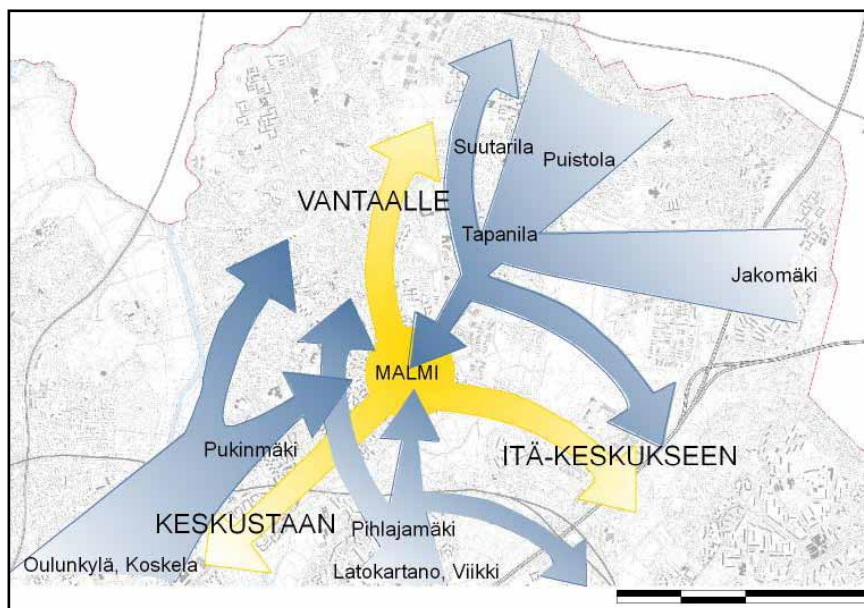 Suutarila
Puistola
VANTAALLE
Tapanila
Jakomäki
MALMI
Pukinmäki
ITÄ-KESKUKSEEN
KESKUSTAAN
Pihlajamäki
Oulunkylä, Koskela
Latokartano, Viikki